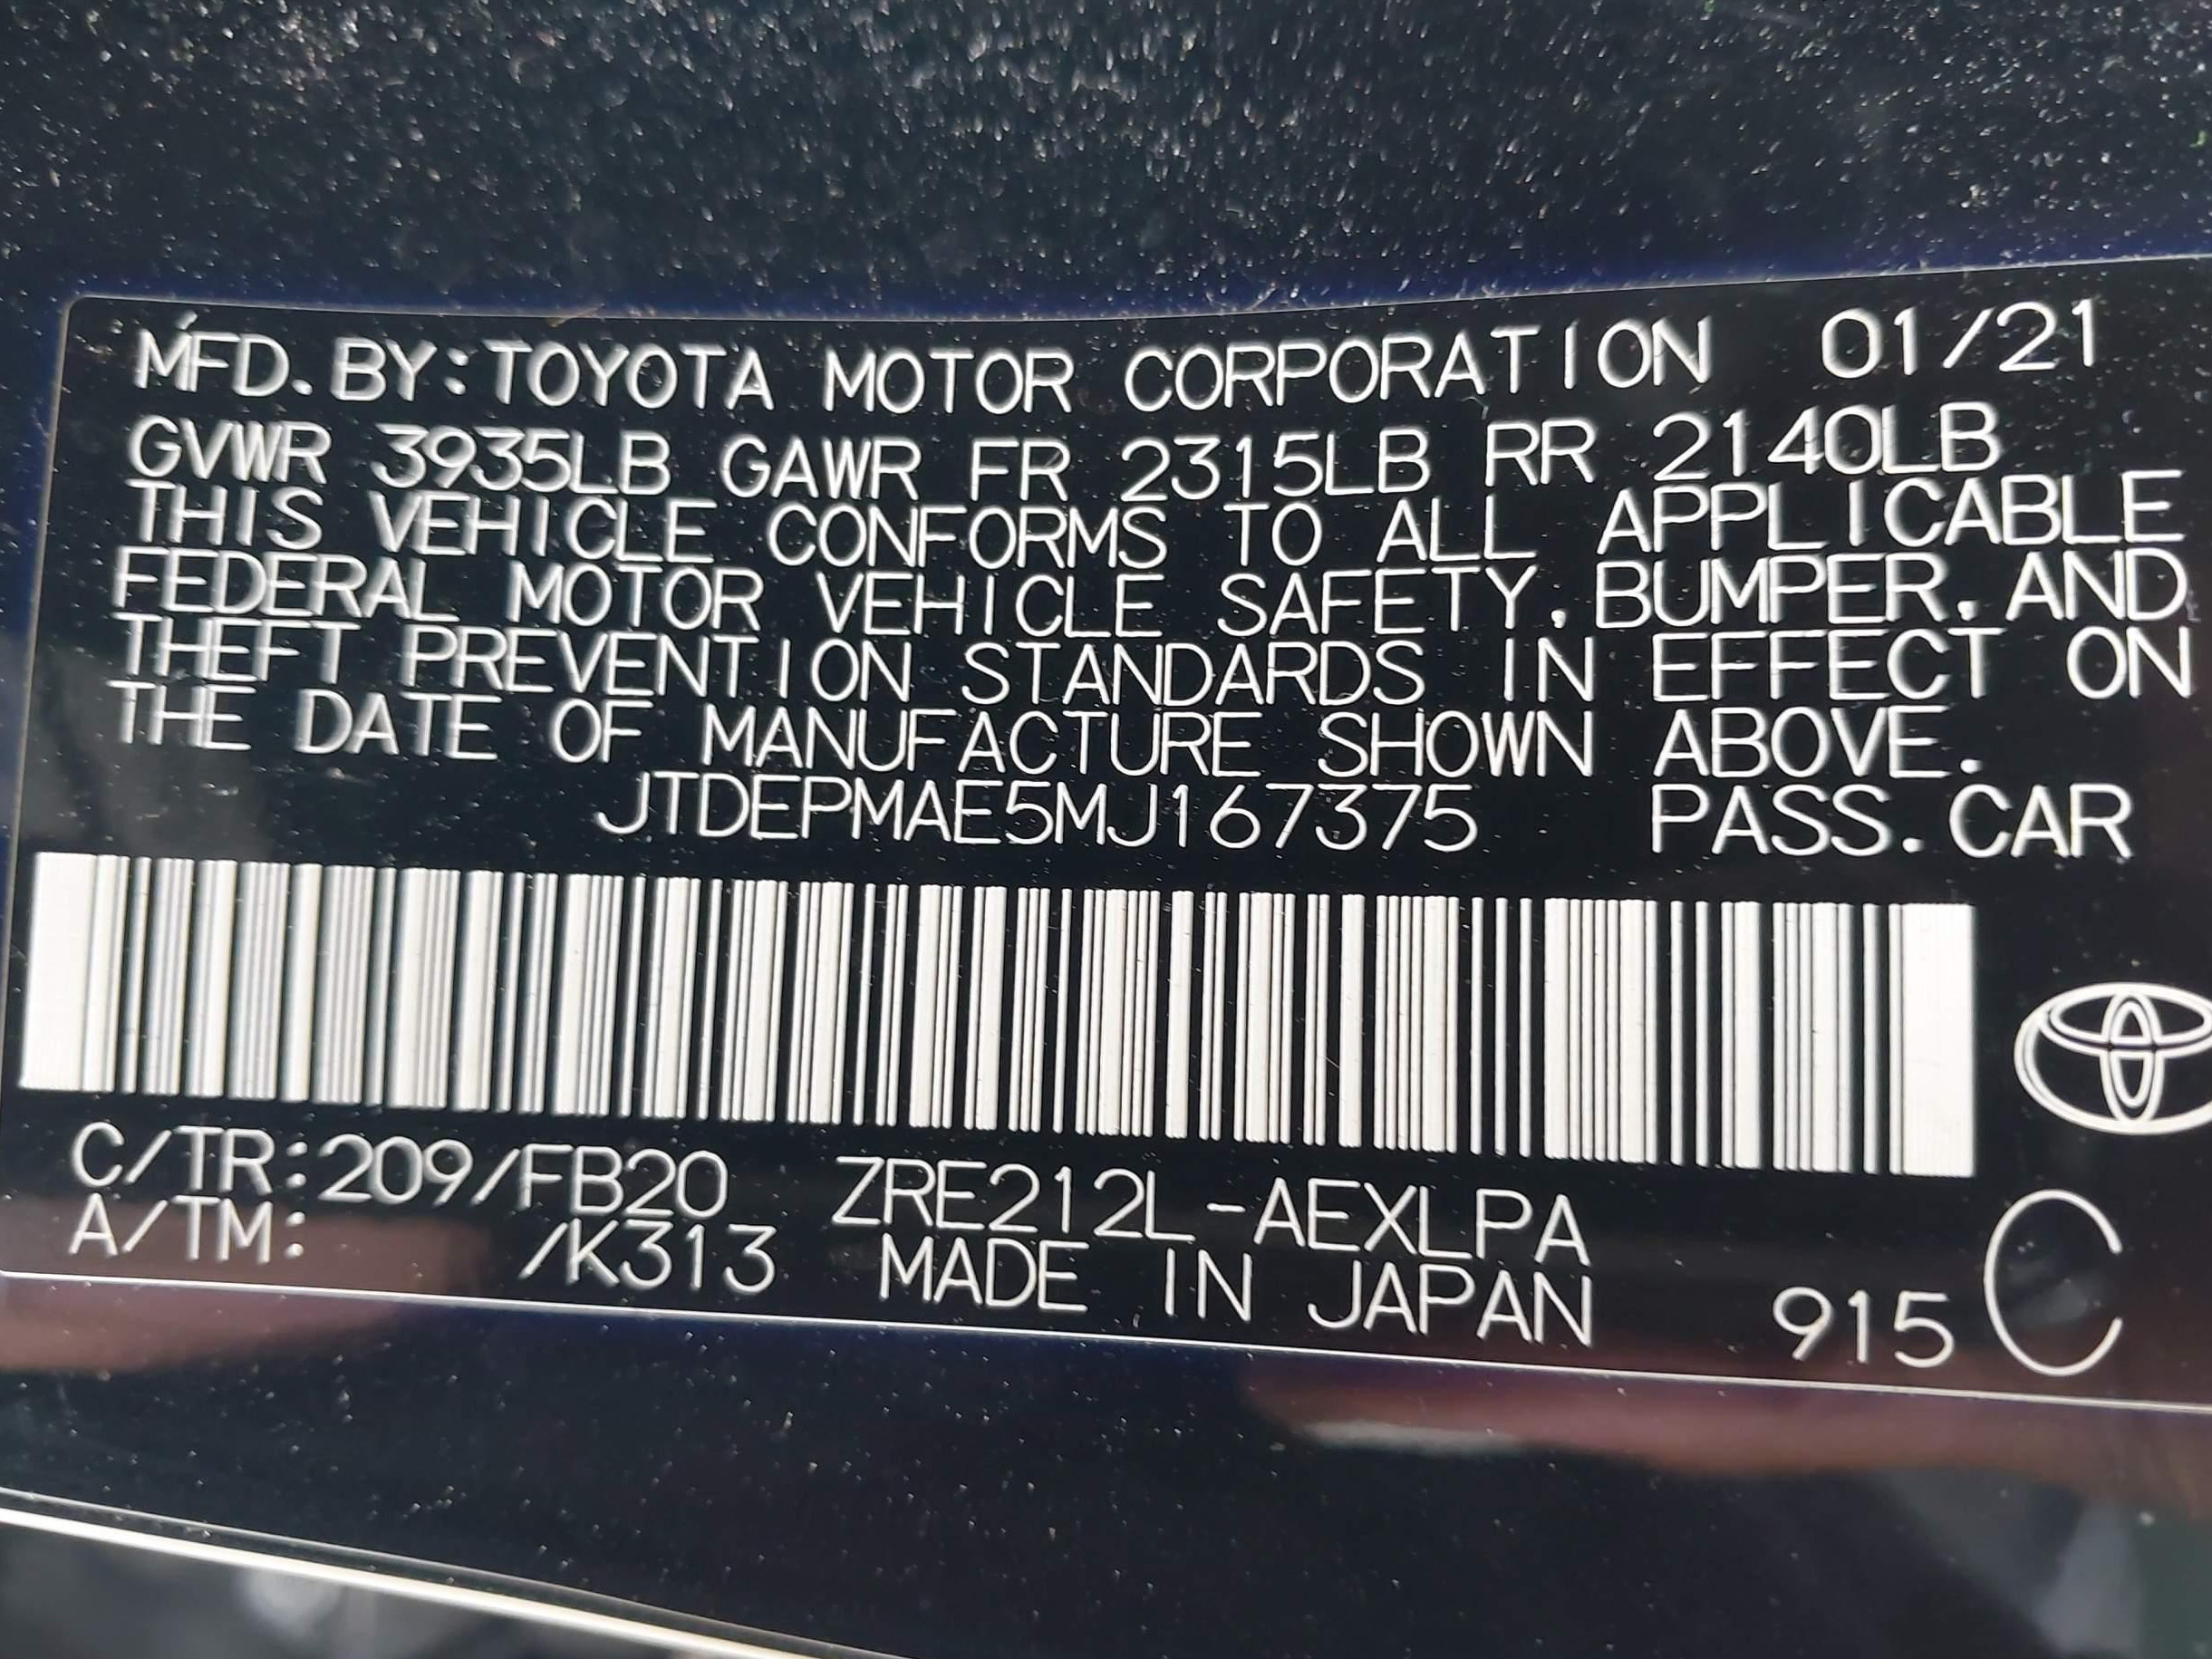 MFD.BY:TOYOTA MOTOR CORPORATION 01/21
GVWR 3935LB GAWR FR 2315LB RR 2140LB
THIS VEHICLE CONFORMS TO ALL APPLICABLE
FEDERAL MOTOR VEHICLE SAFETY, BUMPER, AND
THEFT PREVENTION STANDARDS IN EFFECT ON
THE DATE OF MANUFACTURE SHOWN ABOVE.
JTDEPMAE5MJ167375 PASS.CAR
C/TR:209/FB20 ZRE212L-AEXLPA
A/TM: /K313 MADE IN JAPAN 915 C